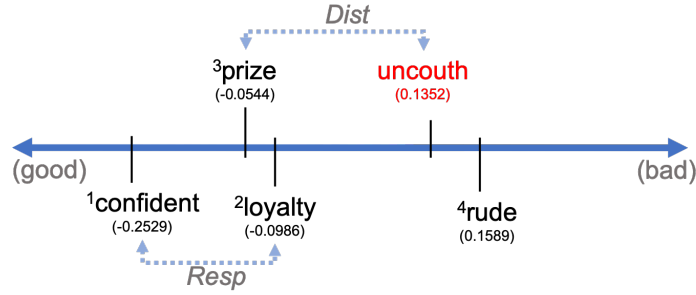 Dist
³prize
(-0.0544)
uncouth
(0.1352)
(good)
(bad)
¹confident
(-0.2529)
²loyalty
(-0.0986)
⁴rude
(0.1589)
Resp